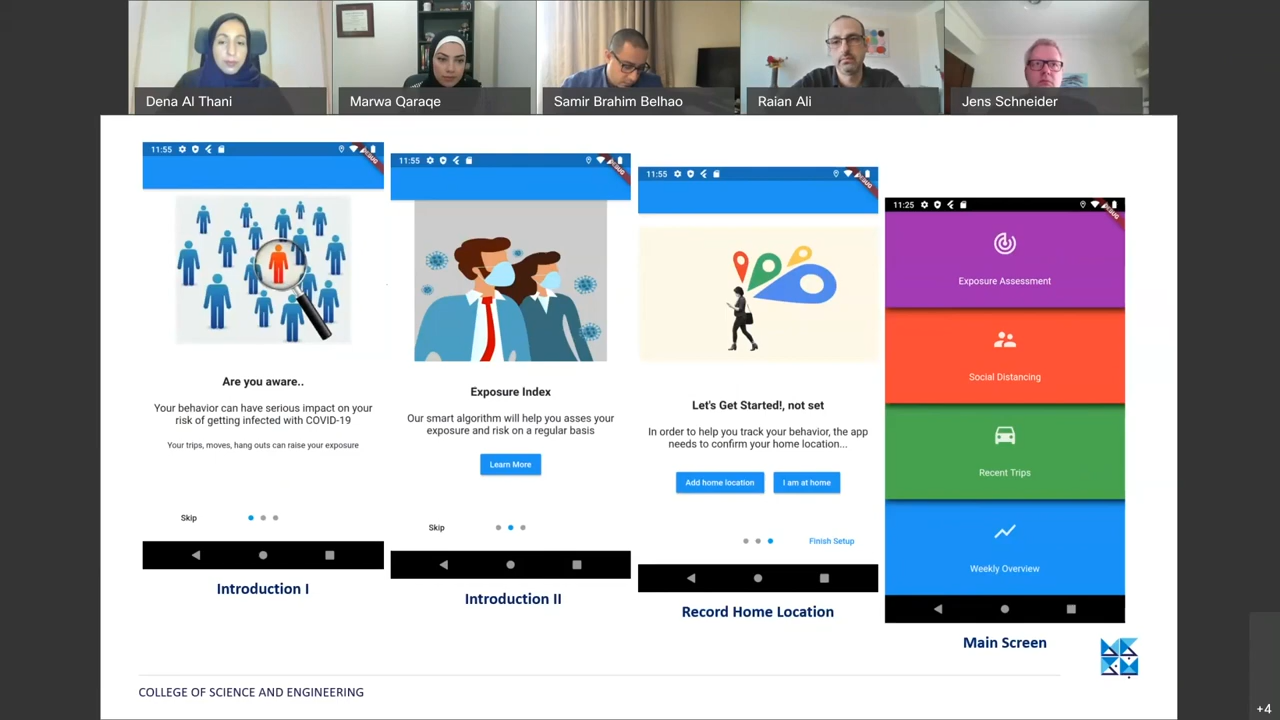 Dena Al Thani
Marwa Qaraqe
Samir Brahim Belhao
Raian Ali
Jens Schneider
11:55
DEBUG
Are you aware..
Your behavior can have serious impact on your
risk of getting infected with COVID-19
Your trips, moves, hang outs can raise your exposure
Skip
Introduction I
11:55
DEBUG
Exposure Index
Our smart algorithm will help you asses your
exposure and risk on a regular basis
Learn More
Skip
Introduction II
11:55
DEBUG
Let's Get Started!, not set
In order to help you track your behavior, the app
needs to confirm your home location...
Add home location
I am at home
Finish Setup
Record Home Location
11:25
DEBUG
Exposure Assessment
Social Distancing
Recent Trips
Weekly Overview
Main Screen
COLLEGE OF SCIENCE AND ENGINEERING
+4